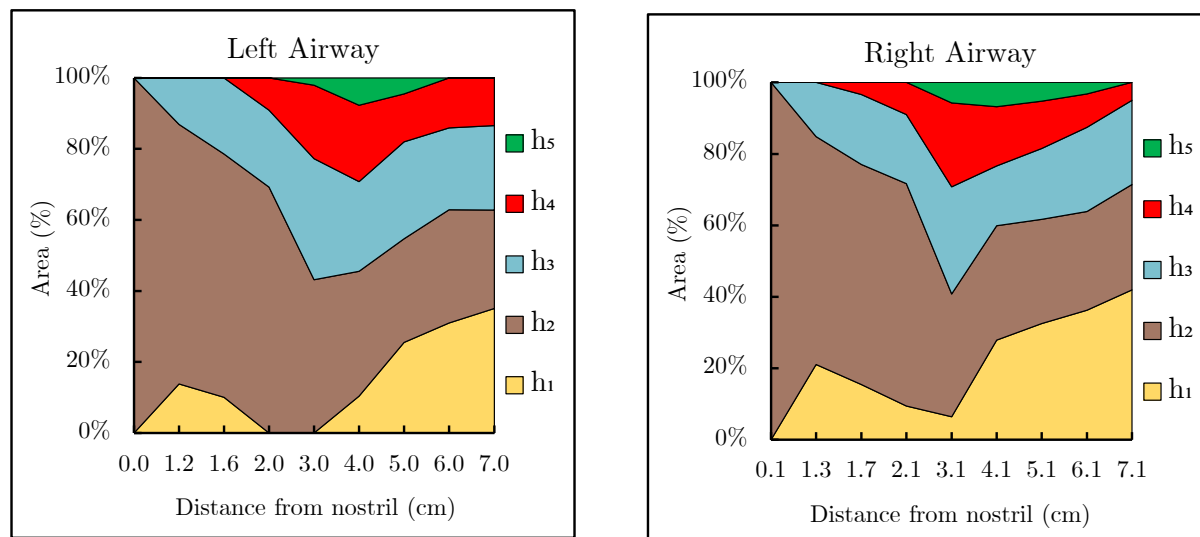 Left Airway
100%
80%
60%
40%
20%
0%
Area (%)
0.0 1.2 1.6 2.0 3.0 4.0 5.0 6.0 7.0
Distance from nostril (cm)
h₅
h₄
h₃
h₂
h₁
Right Airway
100%
80%
60%
40%
20%
0%
Area (%)
0.1 1.3 1.7 2.1 3.1 4.1 5.1 6.1 7.1
Distance from nostril (cm)
h₅
h₄
h₃
h₂
h₁